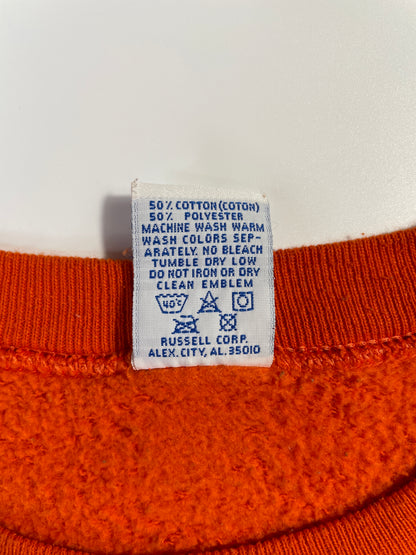 50% COTTON(COTON)
50% POLYESTER
MACHINE WASH WARM
WASH COLORS SEP-
ARATELY. NO BLEACH
TUMBLE DRY LOW
DO NOT IRON OR DRY
CLEAN EMBLEM
40°C
RUSSELL CORP.
ALEX. CITY, AL. 35010